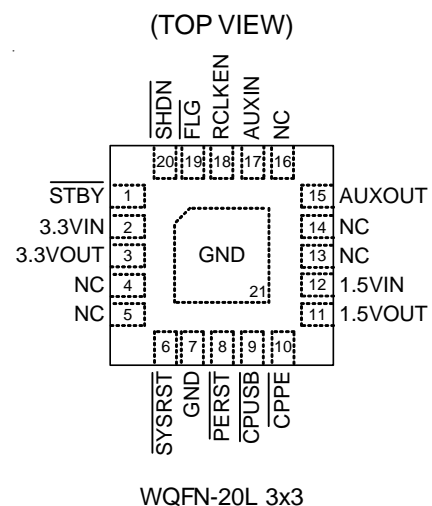 (TOP VIEW)
SHDN
FLG
RCLKEN
AUXIN
NC
20 19 18 17 16
STBY 1 15 AUXOUT
3.3VIN 2 14 NC
3.3VOUT 3 GND 13 NC
NC 4 12 1.5VIN
NC 5 21 11 1.5VOUT
6 7 8 9 10
SYSRST
GND
PERST
CPUSB
CPPE
WQFN-20L 3x3